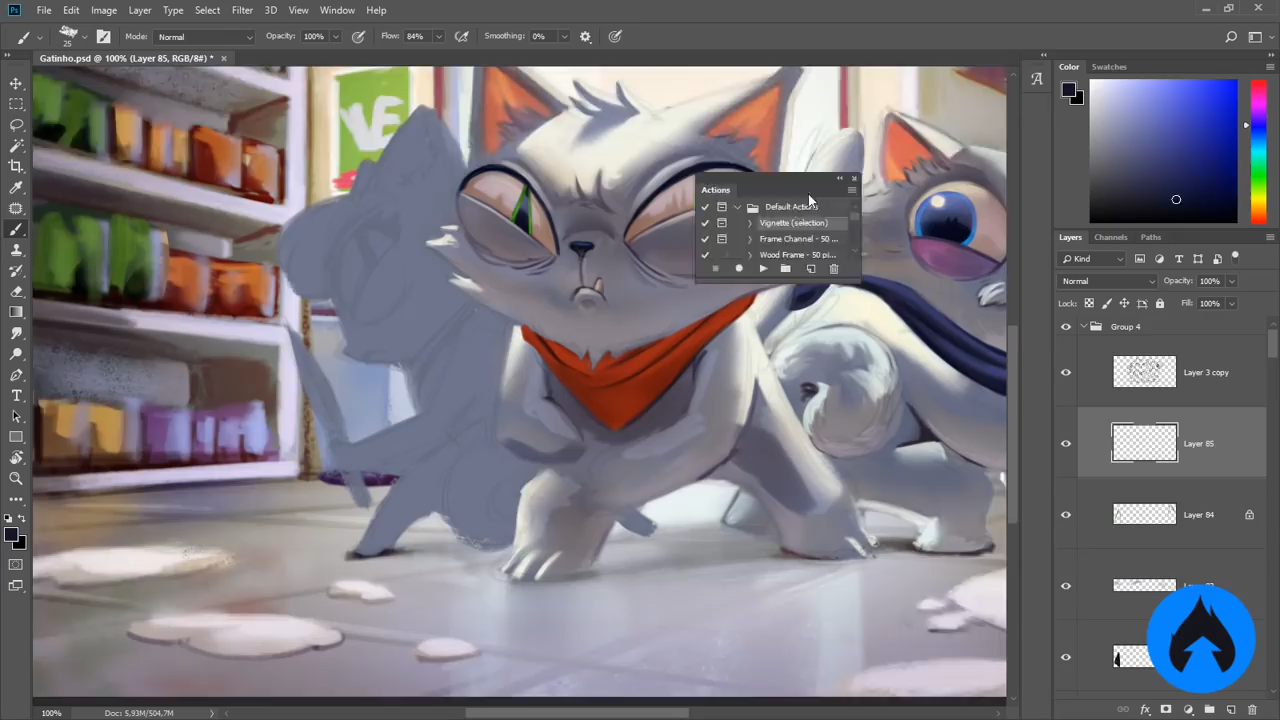 Ps File Edit Image Layer Type Select Filter 3D View Window Help
25 Mode: Normal Opacity: 100% Flow: 84% Smoothing: 0%
Gatinho.psd @ 100% (Layer 85, RGB/8#) *
Color Swatches
Actions
Default Actions
Vignette (selection)
Frame Channel - 50 ...
Wood Frame - 50 pi...
Layers Channels Paths
Kind
Normal Opacity: 100%
Lock: Fill: 100%
Group 4
Layer 3 copy
Layer 85
Layer 84
100% Doc: 5,93M/504,7M